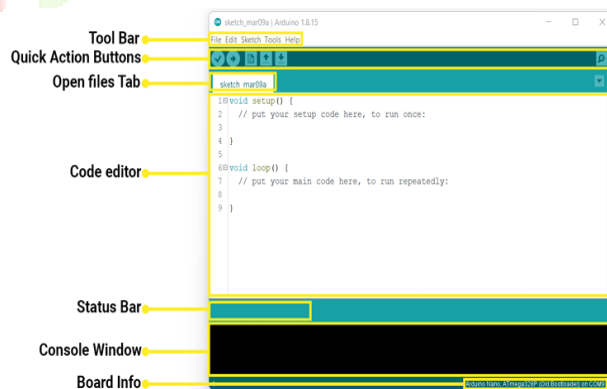 sketch_mar09a | Arduino 1.8.15
Tool Bar
File Edit Sketch Tools Help
Quick Action Buttons
Open files Tab
sketch_mar09a
1 void setup() {
2 // put your setup code here, to run once:
3
4 }
5
6 void loop() {
7 // put your main code here, to run repeatedly:
8
9 }
Code editor
Status Bar
Console Window
Board Info
Arduino Nano, ATmega328P (Old Bootloader) on COM5